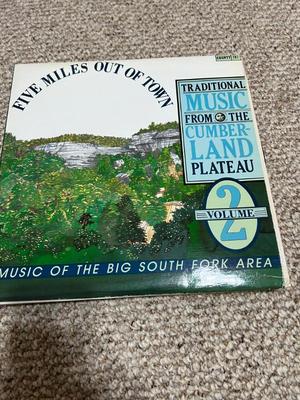 FIVE MILES OUT OF TOWN
COUNTY
TRADITIONAL
MUSIC
FROM THE
CUMBER-
LAND
PLATEAU
VOLUME
2
MUSIC OF THE BIG SOUTH FORK AREA